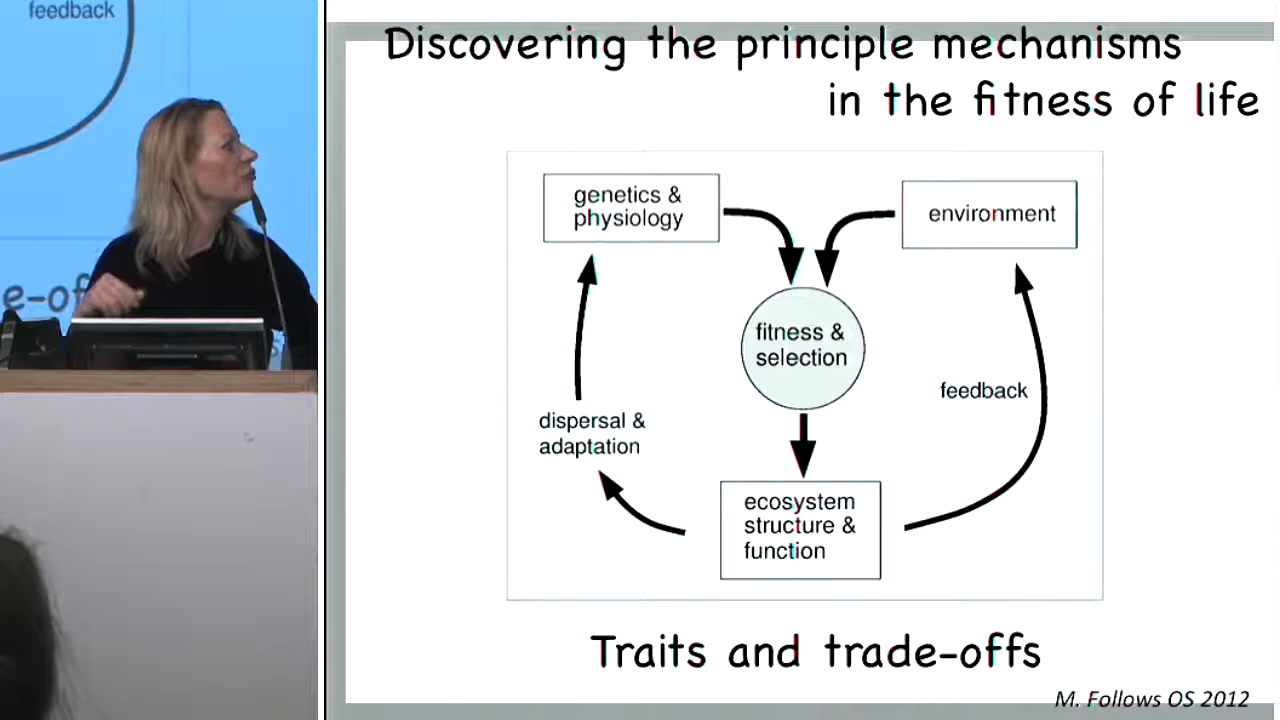 feedback
e-of
Discovering the principle mechanisms
in the fitness of life
genetics &
physiology
environment
fitness &
selection
feedback
dispersal &
adaptation
ecosystem
structure &
function
Traits and trade-offs
M. Follows OS 2012